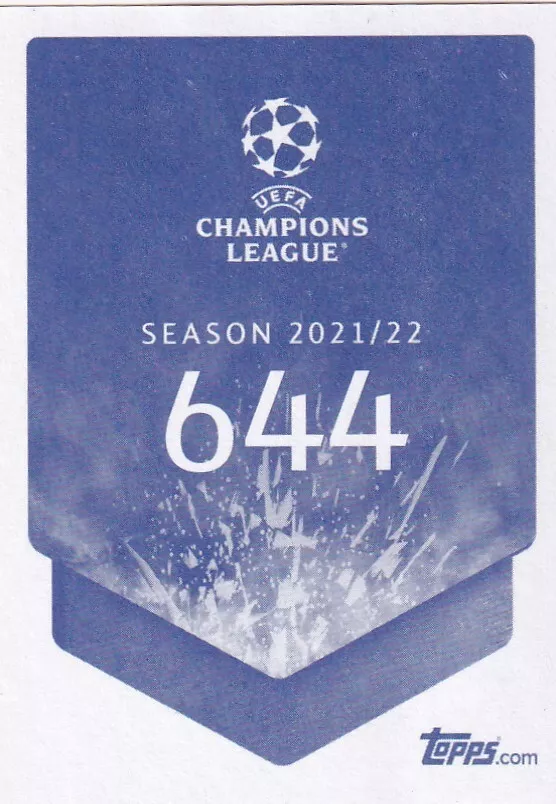 UEFA
CHAMPIONS
LEAGUE®
SEASON 2021/22
644
Topps®.com